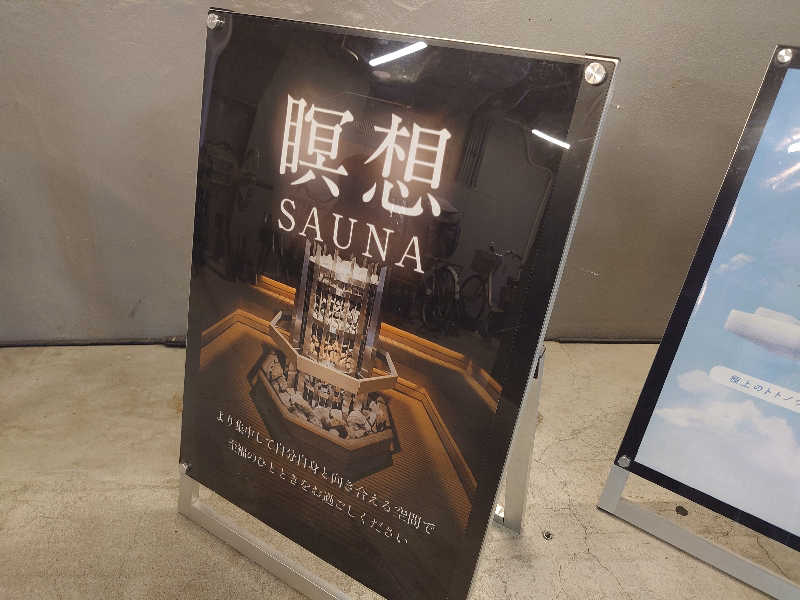 瞑想
SAUNA
より集中して自分自身と向き合える空間で
至福のひとときをお過ごしください
極上のトトノ